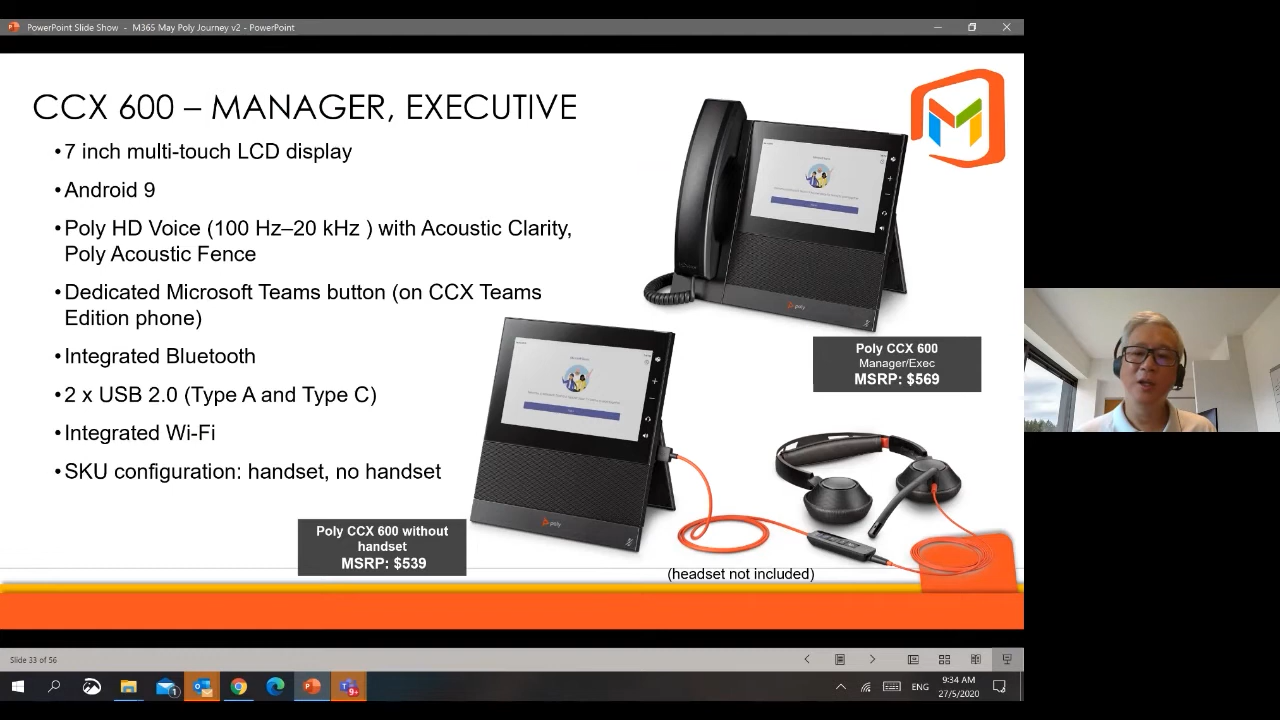 PowerPoint Slide Show - M365 May Poly Journey v2 - PowerPoint
CCX 600 – MANAGER, EXECUTIVE
•7 inch multi-touch LCD display
•Android 9
•Poly HD Voice (100 Hz–20 kHz ) with Acoustic Clarity,
Poly Acoustic Fence
•Dedicated Microsoft Teams button (on CCX Teams
Edition phone)
•Integrated Bluetooth
•2 x USB 2.0 (Type A and Type C)
•Integrated Wi-Fi
•SKU configuration: handset, no handset
poly
Poly CCX 600
Manager/Exec
MSRP: $569
poly
Poly CCX 600 without
handset
MSRP: $539
(headset not included)
Slide 33 of 56
1
9+
ENG
9:34 AM
27/5/2020